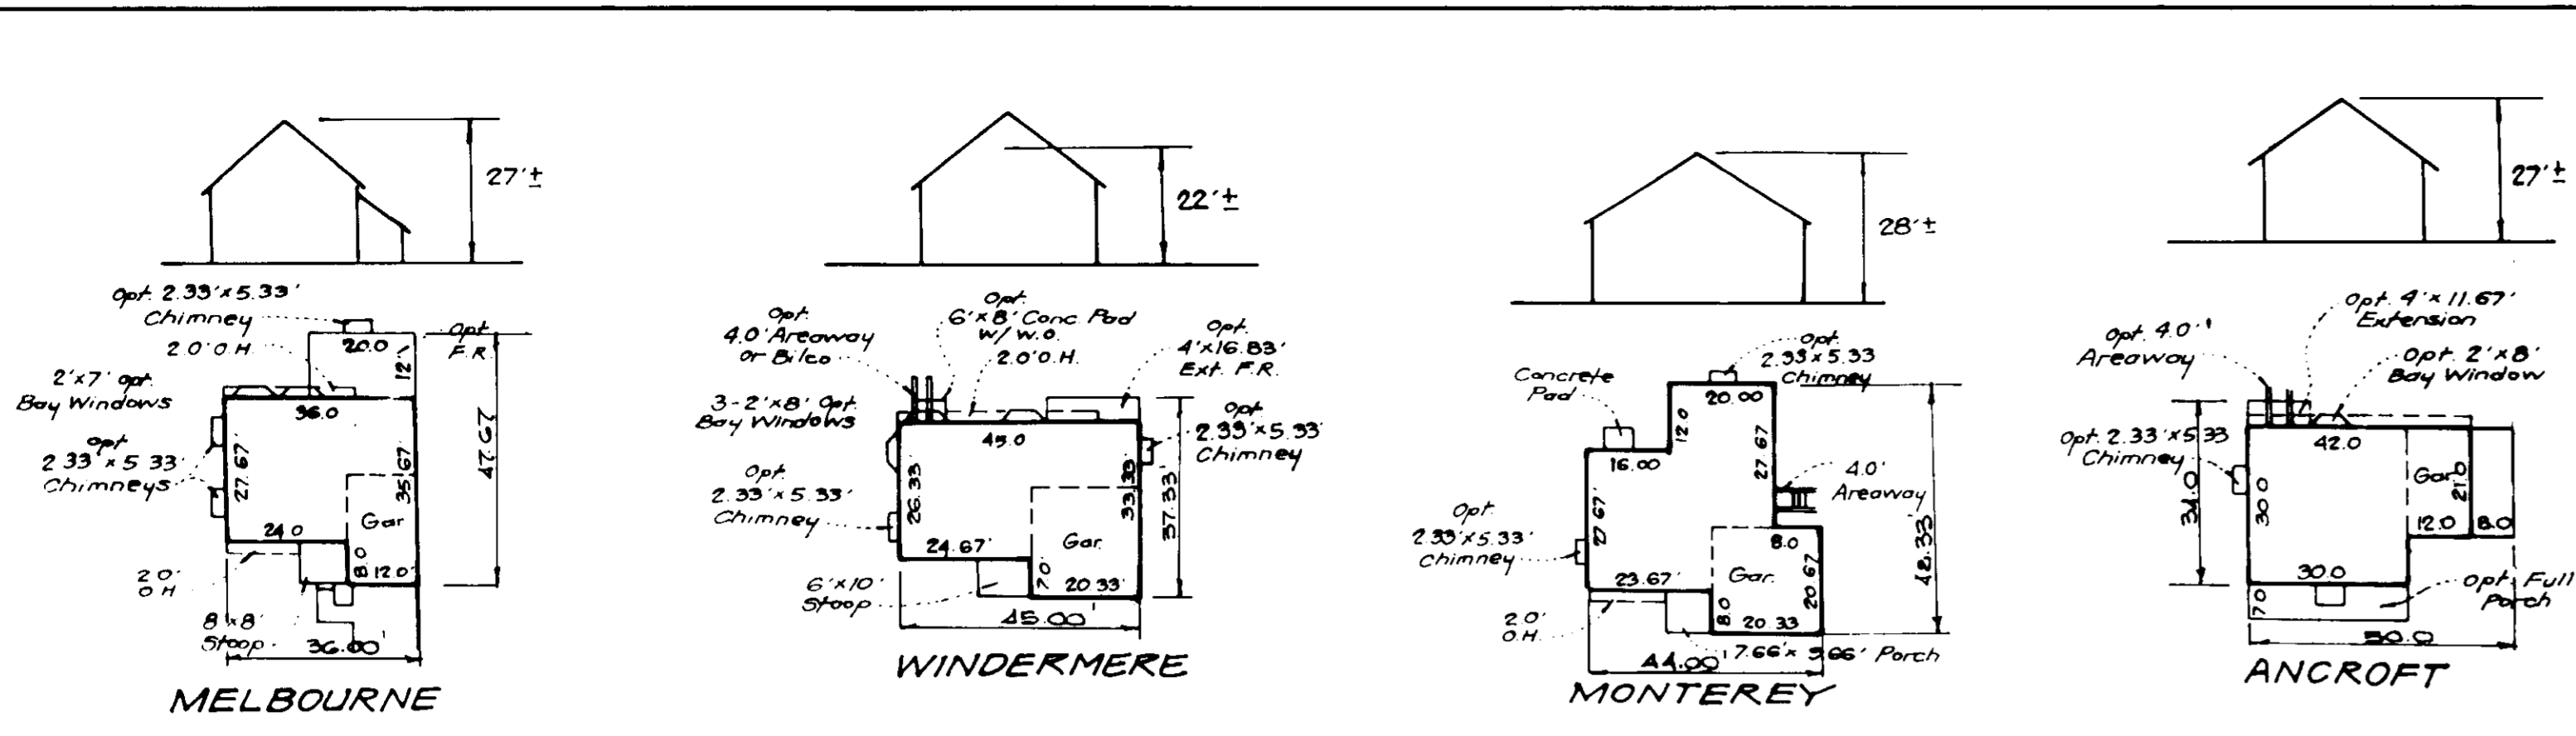 27'±
Opt. 2.33'x5.33'
Chimney
2.0' O.H.
Opt
F.R.
20.0
12'
2'x7' opt.
Bay Windows
36.0
opt
2.33'x5.33'
Chimneys
27.67
35.67
47.67
Gar
24.0
8.0
12.0'
2.0'
O.H
8'x8'
Stoop
36.00'
MELBOURNE
22'±
Opt.
4.0' Areaway
or Bilco
Opt.
6'x8' Conc. Pad
w/ w.o.
2.0' O.H.
Opt.
4'x16.83'
Ext. F.R.
3-2'x8' Opt.
Bay Windows
45.0
Opt
2.33'x5.33'
Chimney
26.33
33.33
37.33'
Opt.
2.33'x5.33'
Chimney
24.67'
Gar.
7.0'
20.33'
6'x10'
Stoop
45.00'
WINDERMERE
28'±
Concrete
Pad
Opt.
2.33x5.33
Chimney
20.00
12.0
27.67
16.00
4.0'
Areaway
Opt.
2.33'x5.33'
Chimney
27.67
8.0
48.33'
23.67'
Gar.
20.67
8.0
20.33
2.0'
O.H.
44.00'
7.66'x 9.66' Porch
MONTEREY
27'±
Opt. 4'x11.67'
Extension
Opt. 4.0'
Areaway
Opt. 2'x8'
Bay Window
Opt. 2.33'x5.33
Chimney
42.0
34.0
30.0
Gar.
21.0
12.0
8.0
30.0
7.0
Opt. Full
Porch
50.0
ANCROFT